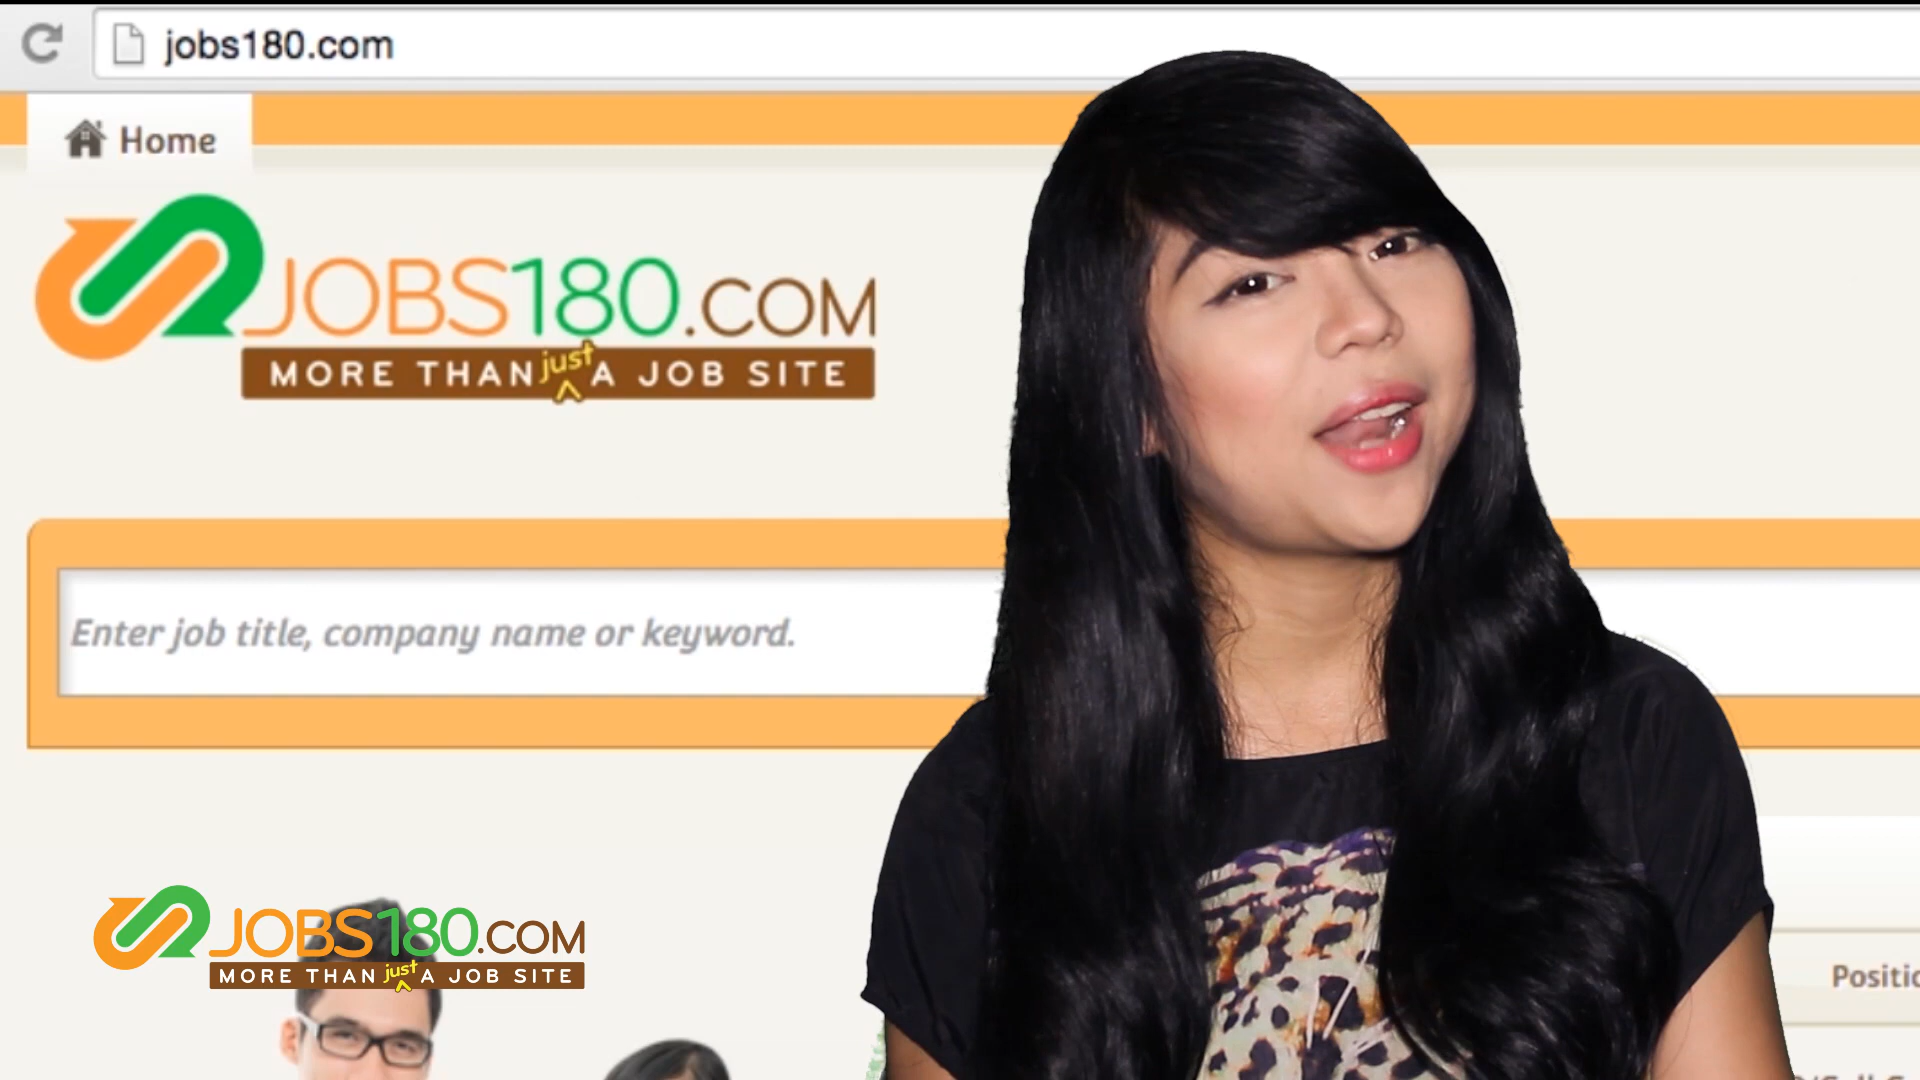 jobs180.com
Home
JOBS180.COM
MORE THAN just A JOB SITE
Enter job title, company name or keyword.
JOBS180.COM
MORE THAN just A JOB SITE